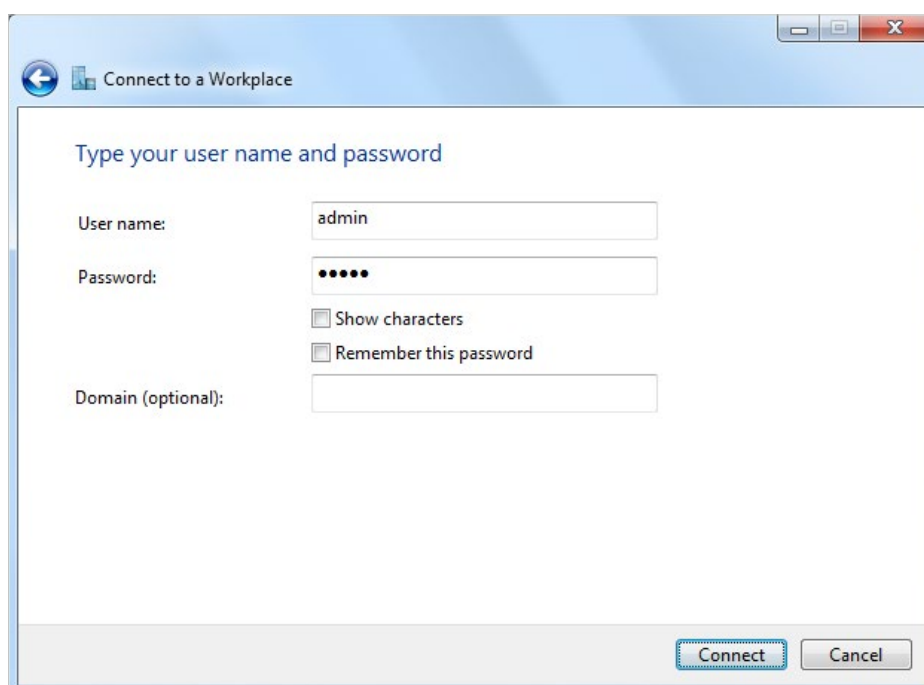 Connect to a Workplace
Type your user name and password
User name: admin
Password: •••••
Show characters
Remember this password
Domain (optional):
Connect Cancel